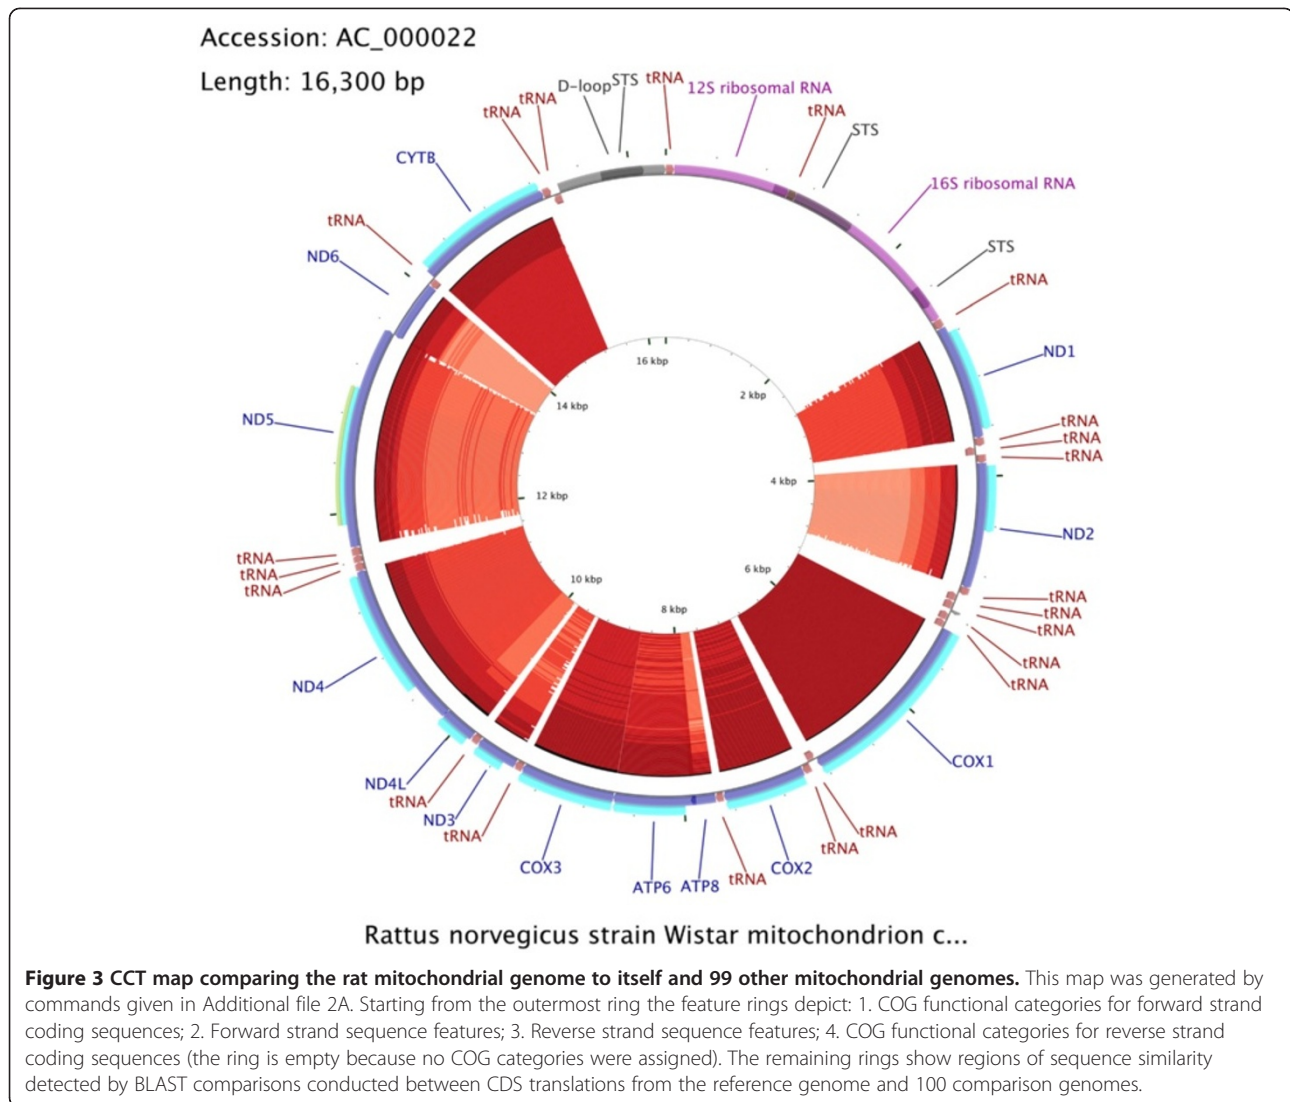 Accession: AC_000022
Length: 16,300 bp
D-loop
STS
tRNA
12S ribosomal RNA
tRNA
STS
16S ribosomal RNA
STS
tRNA
ND1
tRNA
tRNA
tRNA
ND2
tRNA
tRNA
tRNA
tRNA
tRNA
COX1
tRNA
tRNA
COX2
tRNA
ATP8
ATP6
COX3
tRNA
ND3
tRNA
ND4L
ND4
tRNA
tRNA
tRNA
ND5
ND6
tRNA
CYTB
tRNA
tRNA
16 kbp
2 kbp
4 kbp
6 kbp
8 kbp
10 kbp
12 kbp
14 kbp
Rattus norvegicus strain Wistar mitochondrion c...
Figure 3 CCT map comparing the rat mitochondrial genome to itself and 99 other mitochondrial genomes. This map was generated by
commands given in Additional file 2A. Starting from the outermost ring the feature rings depict: 1. COG functional categories for forward strand
coding sequences; 2. Forward strand sequence features; 3. Reverse strand sequence features; 4. COG functional categories for reverse strand
coding sequences (the ring is empty because no COG categories were assigned). The remaining rings show regions of sequence similarity
detected by BLAST comparisons conducted between CDS translations from the reference genome and 100 comparison genomes.